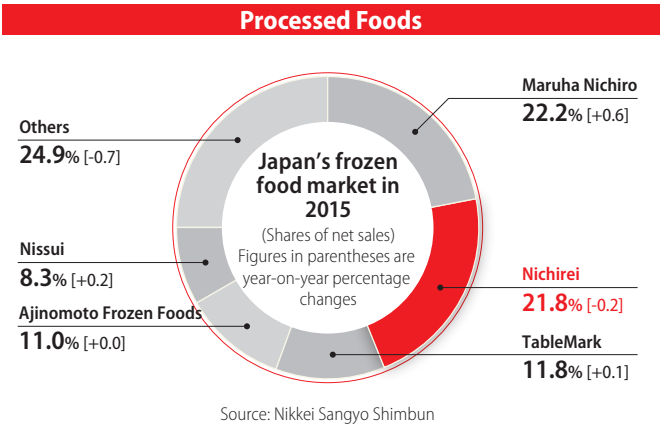 Processed Foods
Maruha Nichiro
22.2% [+0.6]
Others
24.9% [-0.7]
Japan's frozen
food market in
2015
(Shares of net sales)
Figures in parentheses are
year-on-year percentage
changes
Nissui
8.3% [+0.2]
Nichirei
21.8% [-0.2]
Ajinomoto Frozen Foods
11.0% [+0.0]
TableMark
11.8% [+0.1]
Source: Nikkei Sangyo Shimbun